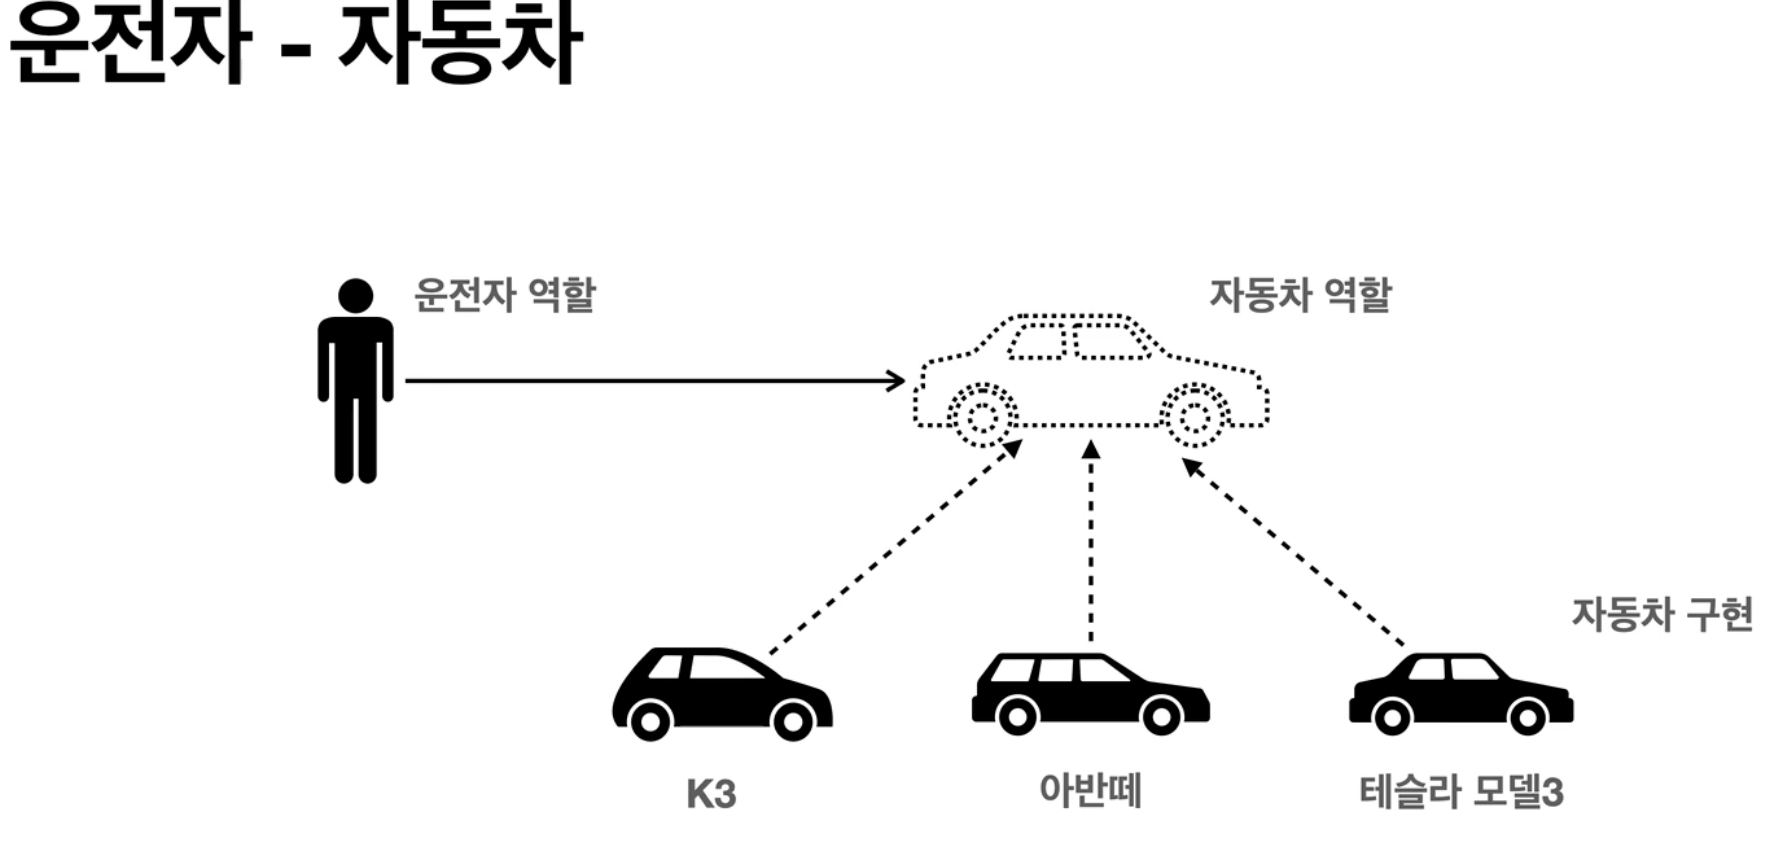 운전자 - 자동차
운전자 역할
자동차 역할
자동차 구현
K3
아반떼
테슬라 모델3